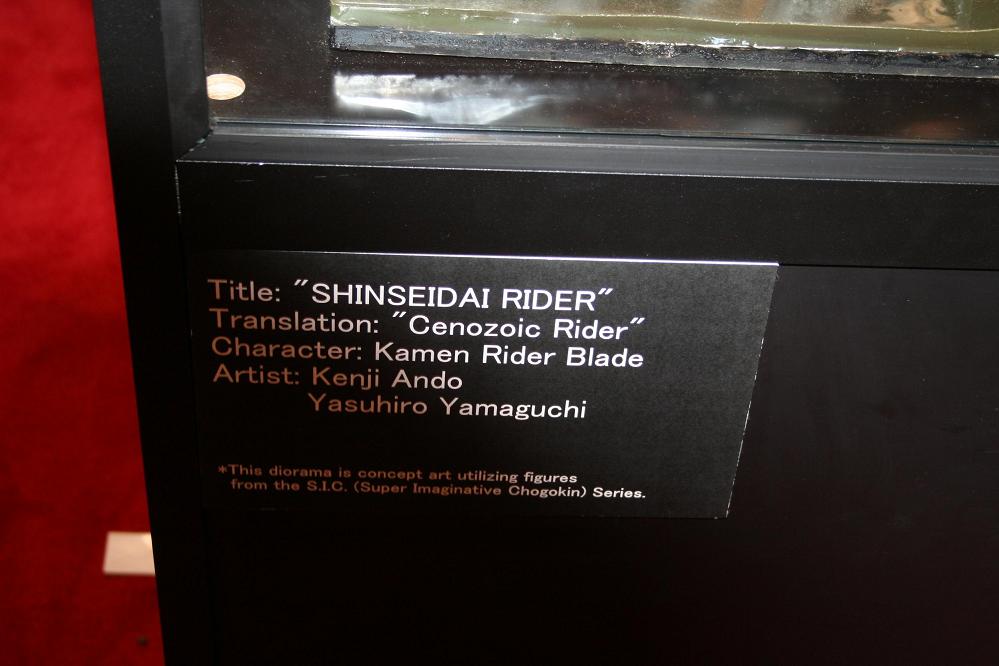 Title: "SHINSEIDAI RIDER"
Translation: "Cenozoic Rider"
Character: Kamen Rider Blade
Artist: Kenji Ando
Yasuhiro Yamaguchi
*This diorama is concept art utilizing figures
from the S.I.C. (Super Imaginative Chogokin) Series.